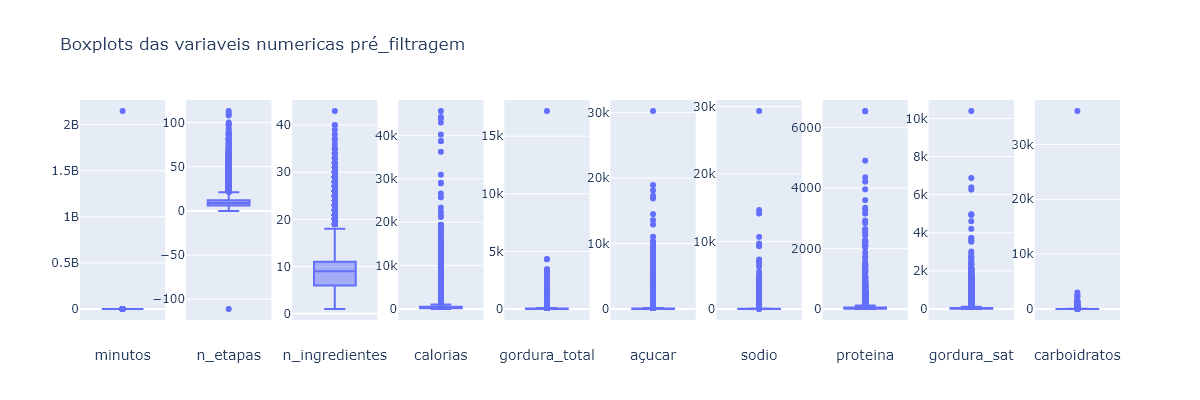 Boxplots das variaveis numericas pré_filtragem
2B
1.5B
1B
0.5B
0
100
50
0
−50
−100
40
30
20
10
0
40k
30k
20k
10k
0
15k
10k
5k
0
30k
20k
10k
0
30k
20k
10k
0
6000
4000
2000
0
10k
8k
6k
4k
2k
0
30k
20k
10k
0
minutos
n_etapas
n_ingredientes
calorias
gordura_total
açucar
sodio
proteina
gordura_sat
carboidratos